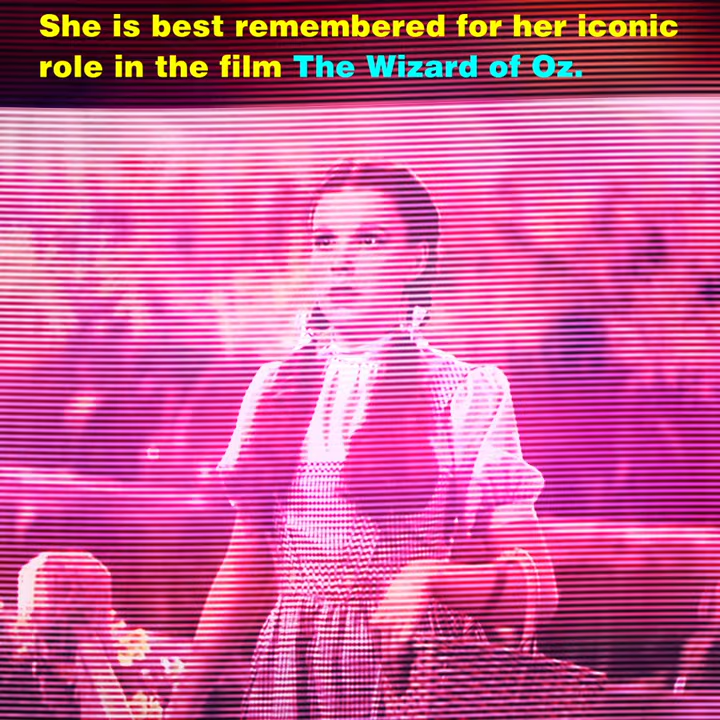 She is best remembered for her iconic
role in the film The Wizard of Oz.